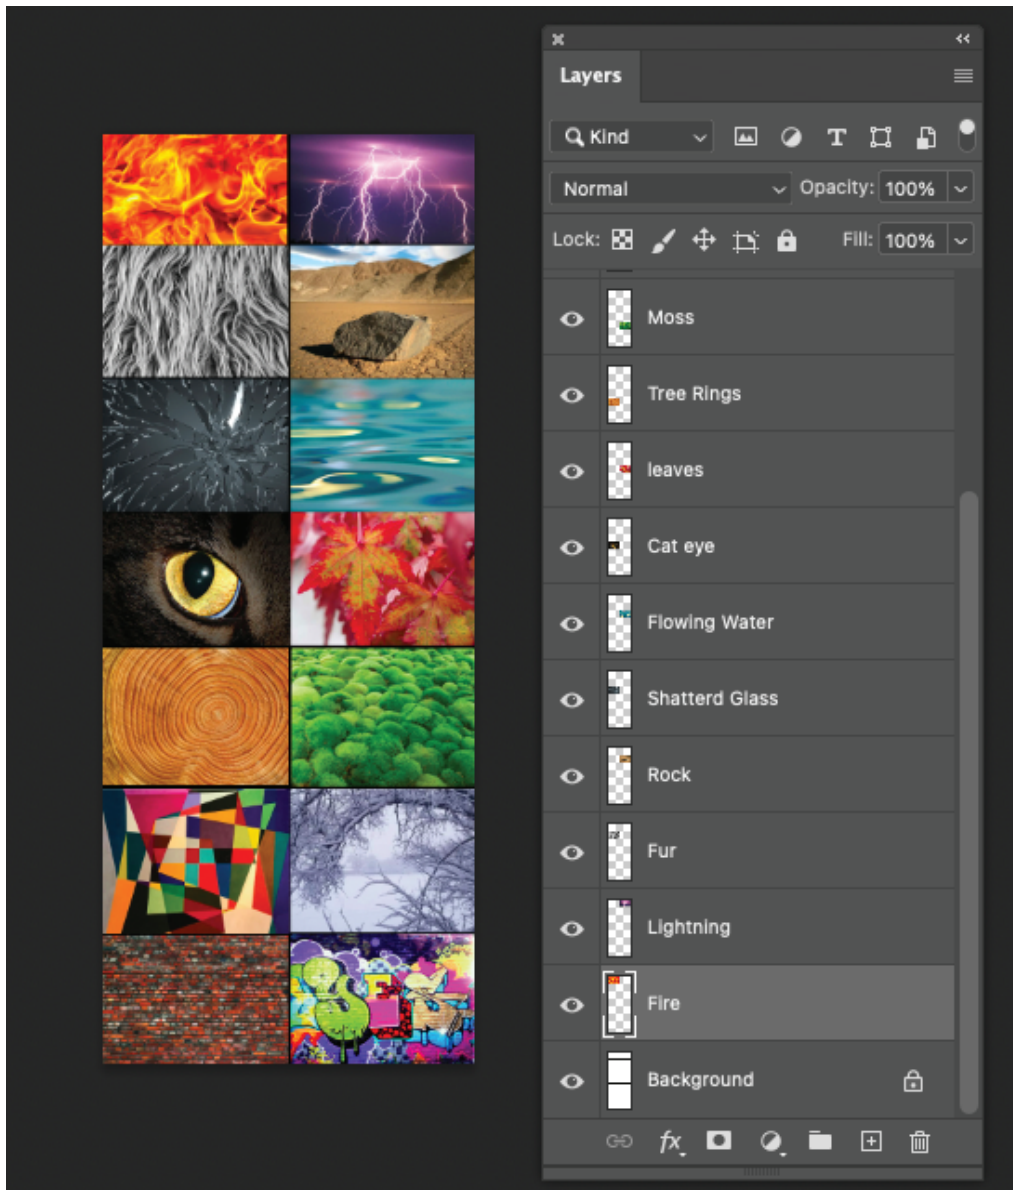 Layers
Kind
T
Normal
Opacity: 100%
Lock:
Fill: 100%
Moss
Tree Rings
leaves
Cat eye
Flowing Water
Shatterd Glass
Rock
Fur
Lightning
Fire
Background
fx